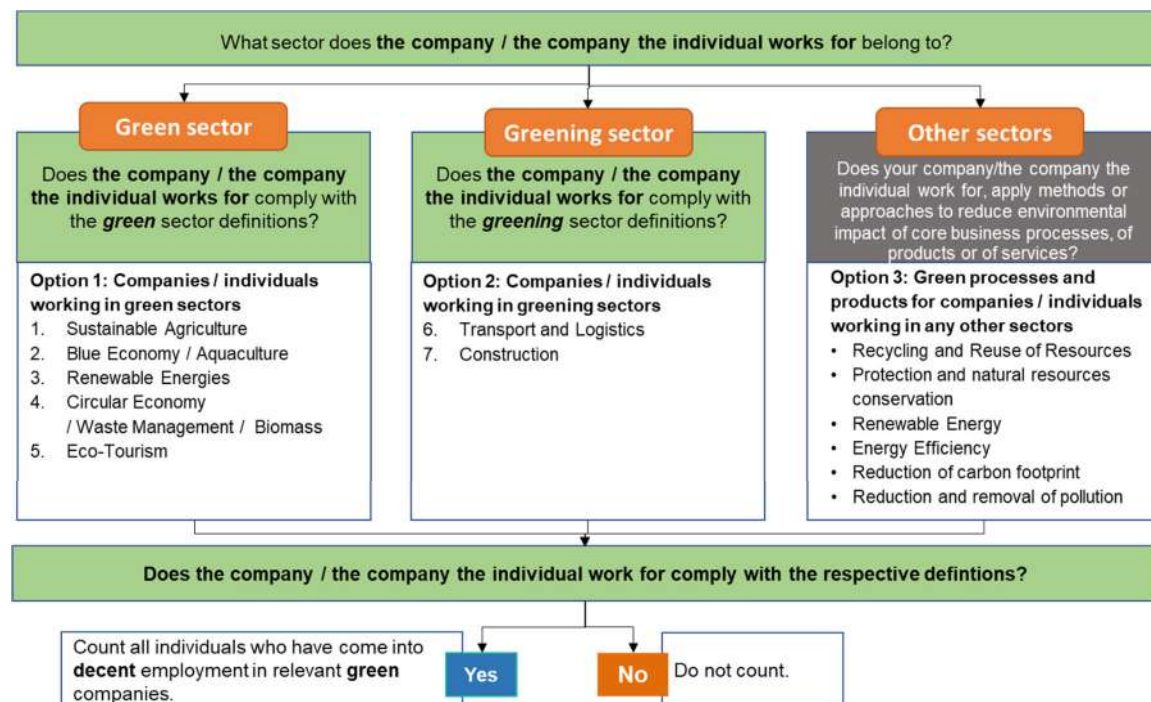 What sector does the company / the company the individual works for belong to?
Green sector
Does the company / the company
the individual works for comply with
the green sector definitions?
Option 1: Companies / individuals
working in green sectors
1. Sustainable Agriculture
2. Blue Economy / Aquaculture
3. Renewable Energies
4. Circular Economy
/ Waste Management / Biomass
5. Eco-Tourism
Greening sector
Does the company / the company
the individual works for comply with
the greening sector definitions?
Option 2: Companies / individuals
working in greening sectors
6. Transport and Logistics
7. Construction
Other sectors
Does your company/the company the
individual work for, apply methods or
approaches to reduce environmental
impact of core business processes, of
products or of services?
Option 3: Green processes and
products for companies / individuals
working in any other sectors
• Recycling and Reuse of Resources
• Protection and natural resources
conservation
• Renewable Energy
• Energy Efficiency
• Reduction of carbon footprint
• Reduction and removal of pollution
Does the company / the company the individual work for comply with the respective defintions?
Count all individuals who have come into
decent employment in relevant green
companies.
Yes
No
Do not count.